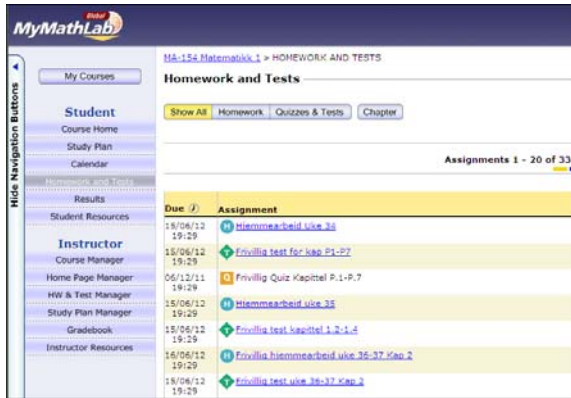 Global
MyMathLab
Hide Navigation Buttons
My Courses
Student
Course Home
Study Plan
Calendar
Homework and Tests
Results
Student Resources
Instructor
Course Manager
Home Page Manager
HW & Test Manager
Study Plan Manager
Gradebook
Instructor Resources
MA-154 Matematikk 1 > HOMEWORK AND TESTS
Homework and Tests
Show All Homework Quizzes & Tests Chapter
Assignments 1 - 20 of 33
Due Assignment
15/06/12 H Hjemmearbeid Uke 34
19:29
15/06/12 T Frivillig test for kap P1-P7
19:29
06/12/11 Q Frivillig Quiz Kapittel P.1-P.7
19:29
15/06/12 H Hjemmearbeid uke 35
19:29
15/06/12 T Frivillig test kapittel 1.2-1.4
19:29
16/06/12 H Frivillig hjemmearbeid uke 36-37 Kap 2
19:29
15/06/12 T Frivillig test uke 36-37 Kap 2
19:29